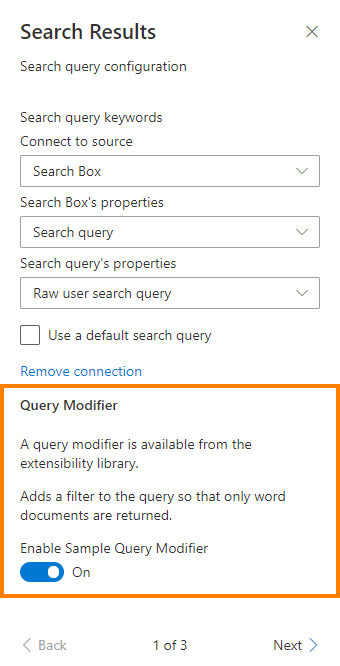 Search Results
Search query configuration
Search query keywords
Connect to source
Search Box
Search Box's properties
Search query
Search query's properties
Raw user search query
Use a default search query
Remove connection
Query Modifier
A query modifier is available from the
extensibility library.
Adds a filter to the query so that only word
documents are returned.
Enable Sample Query Modifier
On
Back 1 of 3 Next